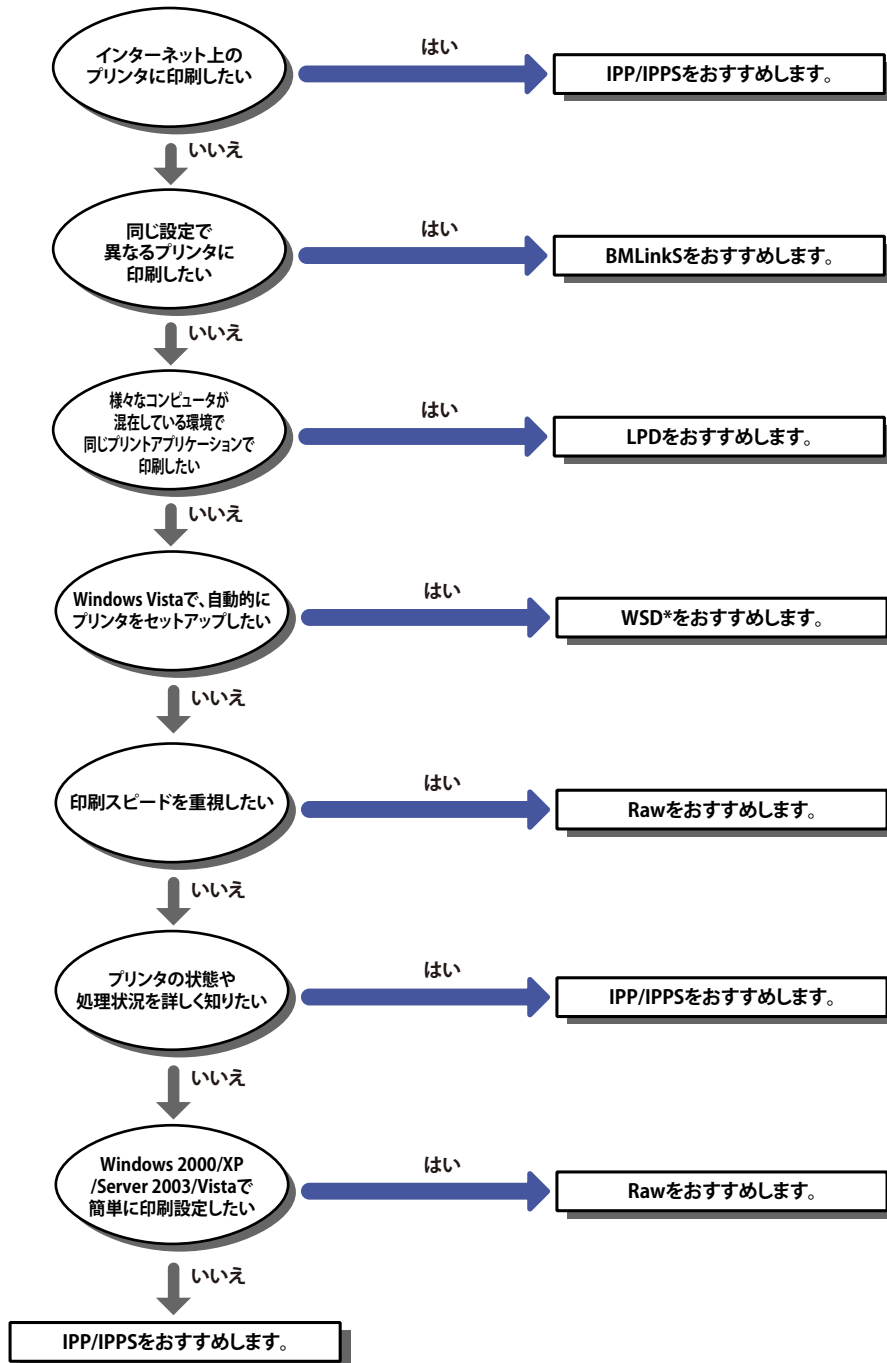 インターネット上の
プリンタに印刷したい
はい
IPP/IPPSをおすすめします。
いいえ
同じ設定で
異なるプリンタに
印刷したい
はい
BMLinkSをおすすめします。
いいえ
様々なコンピュータが
混在している環境で
同じプリントアプリケーションで
印刷したい
はい
LPDをおすすめします。
いいえ
Windows Vistaで、自動的に
プリンタをセットアップしたい
はい
WSD*をおすすめします。
いいえ
印刷スピードを重視したい
はい
Rawをおすすめします。
いいえ
プリンタの状態や
処理状況を詳しく知りたい
はい
IPP/IPPSをおすすめします。
いいえ
Windows 2000/XP
/Server 2003/Vistaで
簡単に印刷設定したい
はい
Rawをおすすめします。
いいえ
IPP/IPPSをおすすめします。